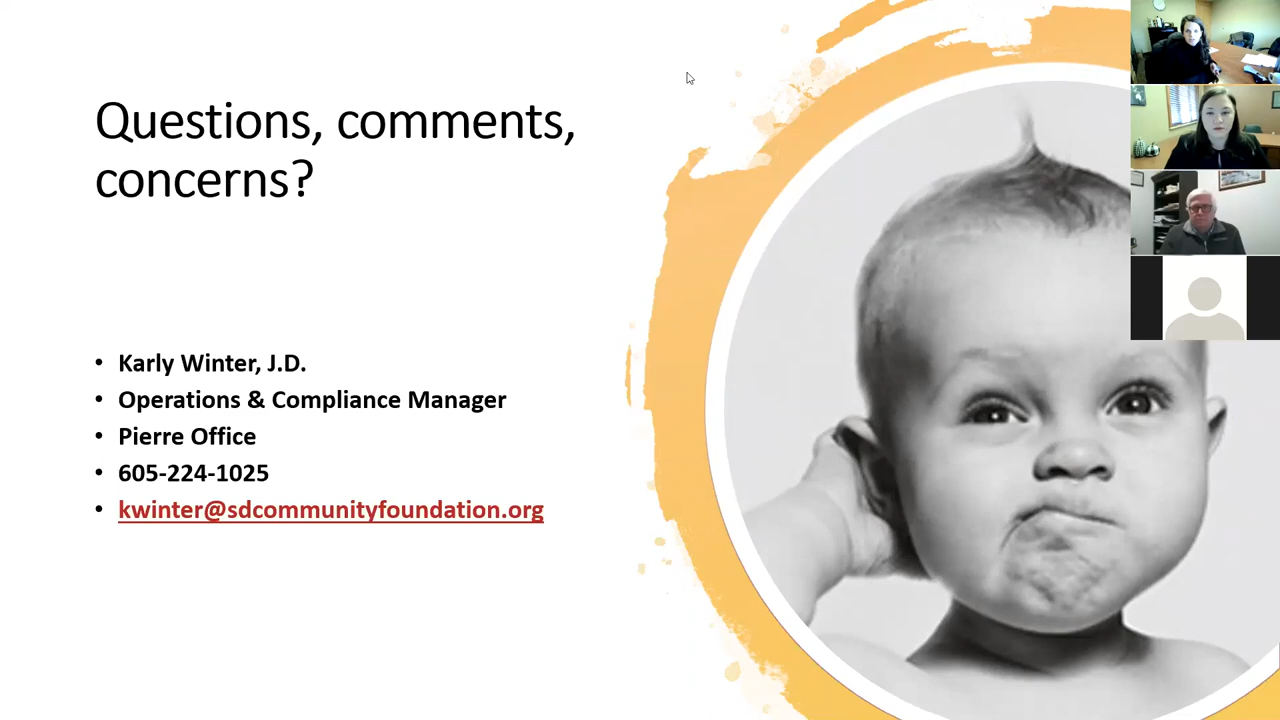 Questions, comments,
concerns?
• Karly Winter, J.D.
• Operations & Compliance Manager
• Pierre Office
• 605-224-1025
• kwinter@sdcommunityfoundation.org